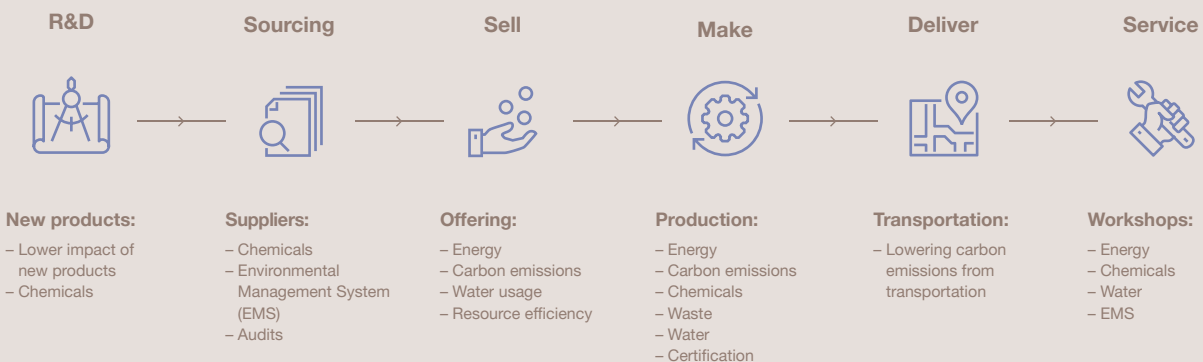 R&D
Sourcing
Sell
Make
Deliver
Service
New products:
– Lower impact of
new products
– Chemicals
Suppliers:
– Chemicals
– Environmental
Management System
(EMS)
– Audits
Offering:
– Energy
– Carbon emissions
– Water usage
– Resource efficiency
Production:
– Energy
– Carbon emissions
– Chemicals
– Waste
– Water
– Certification
Transportation:
– Lowering carbon
emissions from
transportation
Workshops:
– Energy
– Chemicals
– Water
– EMS